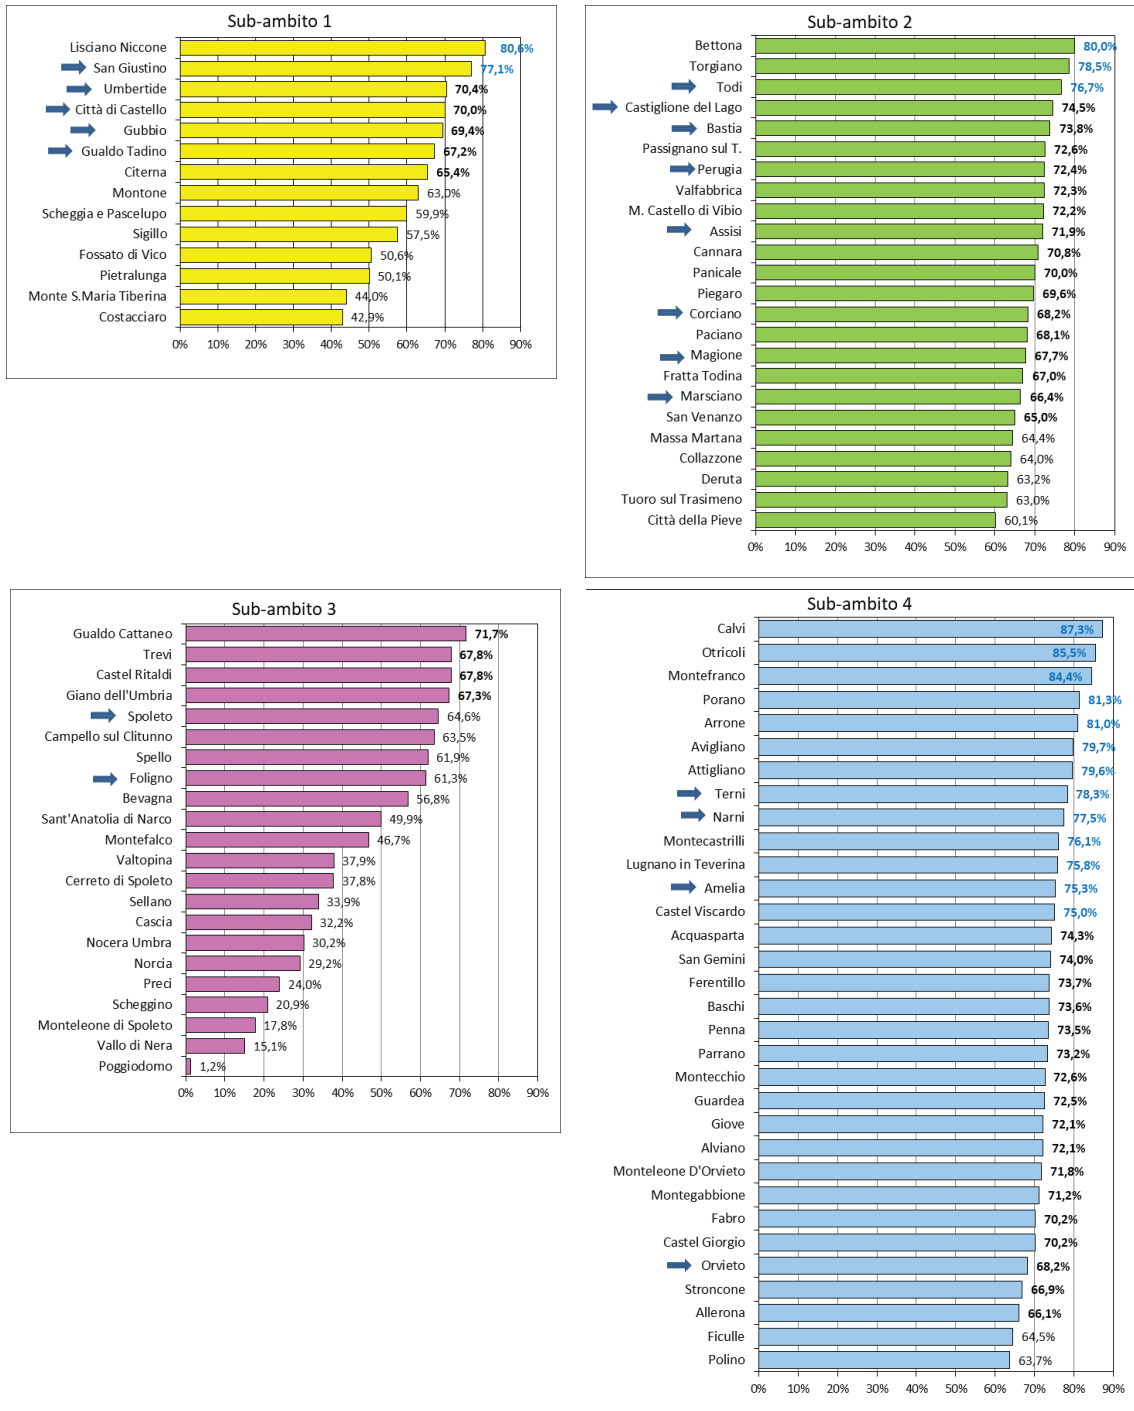 Sub-ambito 1
Lisciano Niccone 80,6%
San Giustino 77,1%
Umbertide 70,4%
Città di Castello 70,0%
Gubbio 69,4%
Gualdo Tadino 67,2%
Citerna 65,4%
Montone 63,0%
Scheggia e Pascelupo 59,9%
Sigillo 57,5%
Fossato di Vico 50,6%
Pietralunga 50,1%
Monte S.Maria Tiberina 44,0%
Costacciaro 42,9%
0% 10% 20% 30% 40% 50% 60% 70% 80% 90%
Sub-ambito 2
Bettona 80,0%
Torgiano 78,5%
Todi 76,7%
Castiglione del Lago 74,5%
Bastia 73,8%
Passignano sul T. 72,6%
Perugia 72,4%
Valfabbrica 72,3%
M. Castello di Vibio 72,2%
Assisi 71,9%
Cannara 70,8%
Panicale 70,0%
Piegaro 69,6%
Corciano 68,2%
Paciano 68,1%
Magione 67,7%
Fratta Todina 67,0%
Marsciano 66,4%
San Venanzo 65,0%
Massa Martana 64,4%
Collazzone 64,0%
Deruta 63,2%
Tuoro sul Trasimeno 63,0%
Città della Pieve 60,1%
0% 10% 20% 30% 40% 50% 60% 70% 80% 90%
Sub-ambito 3
Gualdo Cattaneo 71,7%
Trevi 67,8%
Castel Ritaldi 67,8%
Giano dell'Umbria 67,3%
Spoleto 64,6%
Campello sul Clitunno 63,5%
Spello 61,9%
Foligno 61,3%
Bevagna 56,8%
Sant'Anatolia di Narco 49,9%
Montefalco 46,7%
Valtopina 37,9%
Cerreto di Spoleto 37,8%
Sellano 33,9%
Cascia 32,2%
Nocera Umbra 30,2%
Norcia 29,2%
Preci 24,0%
Scheggino 20,9%
Monteleone di Spoleto 17,8%
Vallo di Nera 15,1%
Poggiodomo 1,2%
0% 10% 20% 30% 40% 50% 60% 70% 80% 90%
Sub-ambito 4
Calvi 87,3%
Otricoli 85,5%
Montefranco 84,4%
Porano 81,3%
Arrone 81,0%
Avigliano 79,7%
Attigliano 79,6%
Terni 78,3%
Narni 77,5%
Montecastrilli 76,1%
Lugnano in Teverina 75,8%
Amelia 75,3%
Castel Viscardo 75,0%
Acquasparta 74,3%
San Gemini 74,0%
Ferentillo 73,7%
Baschi 73,6%
Penna 73,5%
Parrano 73,2%
Montecchio 72,6%
Guardea 72,5%
Giove 72,1%
Alviano 72,1%
Monteleone D'Orvieto 71,8%
Montegabbione 71,2%
Fabro 70,2%
Castel Giorgio 70,2%
Orvieto 68,2%
Stroncone 66,9%
Allerona 66,1%
Ficulle 64,5%
Polino 63,7%
0% 10% 20% 30% 40% 50% 60% 70% 80% 90%